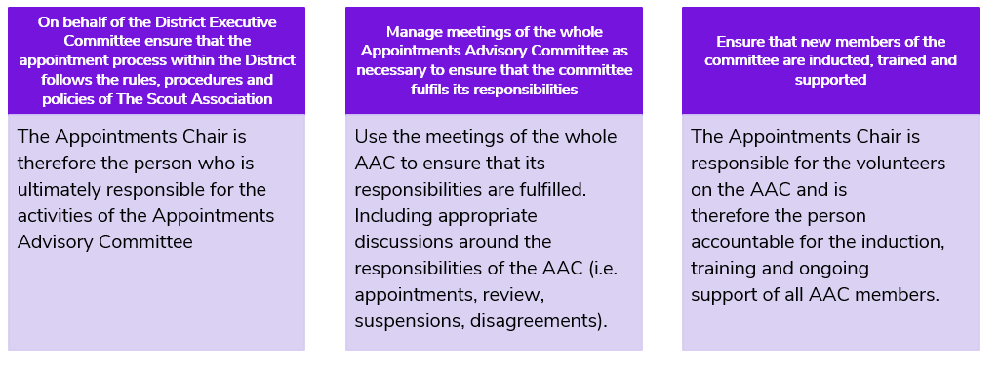 On behalf of the District Executive
Committee ensure that the
appointment process within the District
follows the rules, procedures and
policies of The Scout Association
The Appointments Chair is
therefore the person who is
ultimately responsible for the
activities of the Appointments
Advisory Committee
Manage meetings of the whole
Appointments Advisory Committee as
necessary to ensure that the committee
fulfils its responsibilities
Use the meetings of the whole
AAC to ensure that its
responsibilities are fulfilled.
Including appropriate
discussions around the
responsibilities of the AAC (i.e.
appointments, review,
suspensions, disagreements).
Ensure that new members of the
committee are inducted, trained and
supported
The Appointments Chair is
responsible for the volunteers
on the AAC and is
therefore the person
accountable for the induction,
training and ongoing
support of all AAC members.